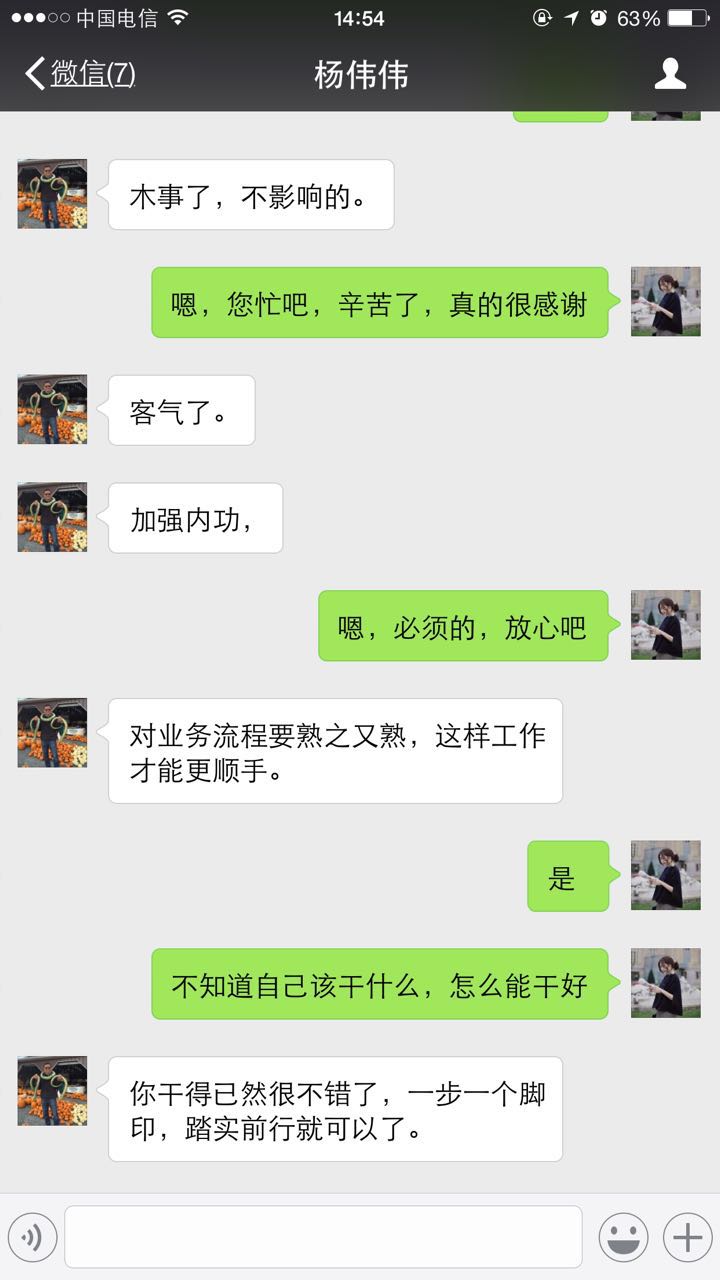 中国电信
14:54
63%
微信(7)
杨伟伟
木事了，不影响的。
嗯，您忙吧，辛苦了，真的很感谢
客气了。
加强内功，
嗯，必须的，放心吧
对业务流程要熟之又熟，这样工作
才能更顺手。
是
不知道自己该干什么，怎么能干好
你干得已然很不错了，一步一个脚
印，踏实前行就可以了。